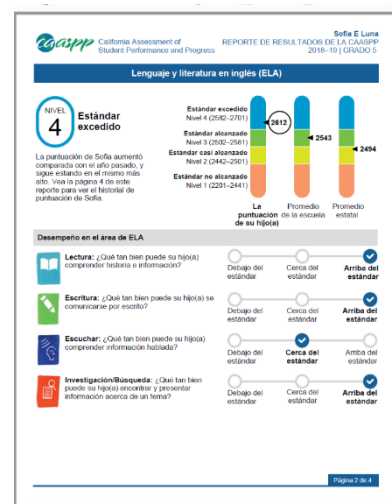 caaspp
California Assessment of
Student Performance and Progress
Sofia E Luna
REPORTE DE RESULTADOS DE LA CAASPP
2018–19 | GRADO 5
Lenguaje y literatura en inglés (ELA)
NIVEL
4
Estándar
excedido
La puntuación de Sofia aumentó
comparada con el año pasado, y
sigue estando en el mismo más
alto. Vea la página 4 de este
reporte para ver el historial de
puntuación de Sofia.
Estándar excedido
Nivel 4 (2582–2701)
Estándar alcanzado
Nivel 3 (2502–2581)
Estándar casi alcanzado
Nivel 2 (2442–2501)
Estándar no alcanzado
Nivel 1 (2201–2441)
2612
2543
2494
La
puntuación
de su hijo(a)
Promedio
de la escuela
Promedio
estatal
Desempeño en el área de ELA
Lectura: ¿Qué tan bien puede su hijo(a)
comprender historia e información?
Debajo del
estándar
Cerca del
estándar
Arriba del
estándar
Escritura: ¿Qué tan bien puede su hijo(a) se
comunicarse por escrito?
Debajo del
estándar
Cerca del
estándar
Arriba del
estándar
Escuchar: ¿Qué tan bien puede su hijo(a)
comprender información hablada?
Debajo del
estándar
Cerca del
estándar
Arriba del
estándar
Investigación/Búsqueda: ¿Qué tan bien
puede su hijo(a) encontrar y presentar
información acerca de un tema?
Debajo del
estándar
Cerca del
estándar
Arriba del
estándar
Página 2 de 4